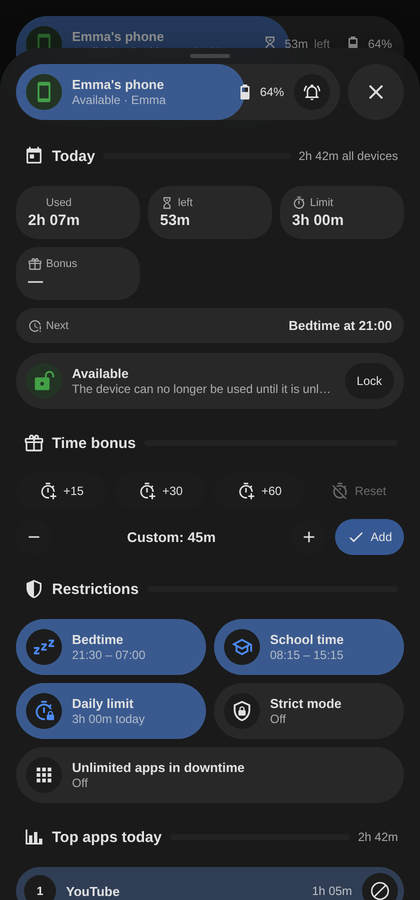 Emma's phone
53m left
64%
Emma's phone
Available · Emma
64%
Today
2h 42m all devices
Used
2h 07m
left
53m
Limit
3h 00m
Bonus
—
Next
Bedtime at 21:00
Available
The device can no longer be used until it is unl…
Lock
Time bonus
+15
+30
+60
Reset
Custom: 45m
Add
Restrictions
Bedtime
21:30 – 07:00
School time
08:15 – 15:15
Daily limit
3h 00m today
Strict mode
Off
Unlimited apps in downtime
Off
Top apps today
2h 42m
1
YouTube
1h 05m